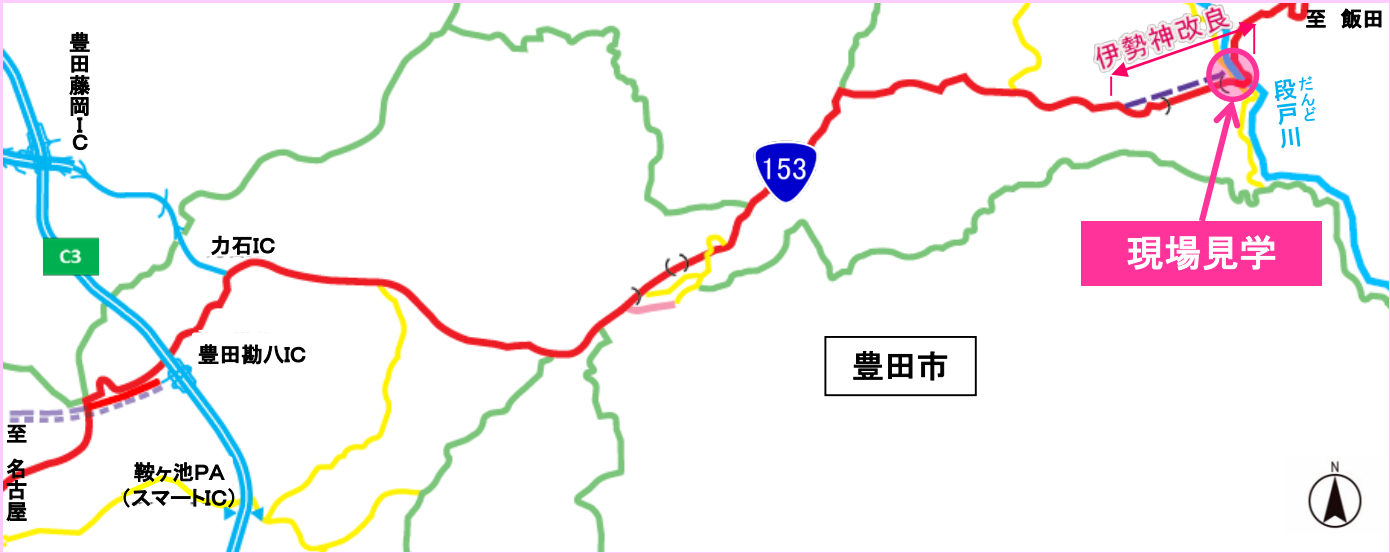 豊田藤岡IC
至 飯田
伊勢神改良
だんど
段戸川
153
C3
力石IC
現場見学
豊田勘八IC
豊田市
至 名古屋
鞍ヶ池PA
(スマートIC)
N